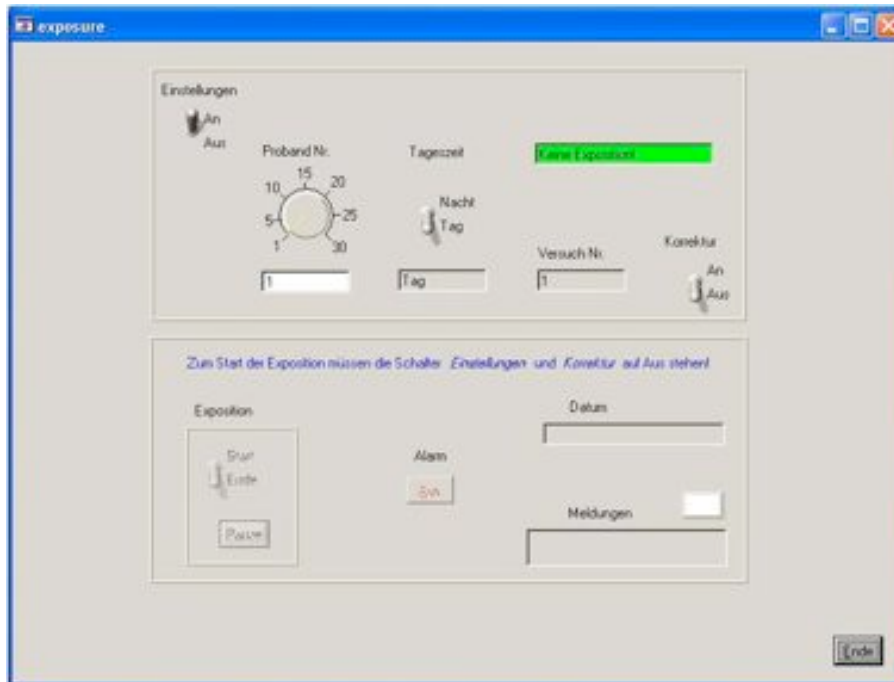 exposure
Einstellungen
An
Aus
Proband Nr.
1
5
10
15
20
25
30
1
Tageszeit
Nacht
Tag
Tag
Keine Exposition!
Versuch Nr.
1
Korrektur
An
Aus
Zum Start der Exposition müssen die Schalter Einstellungen und Korrektur auf Aus stehen!
Exposition
Start
Ende
Pause
Alarm
Datum
Meldungen
Ende